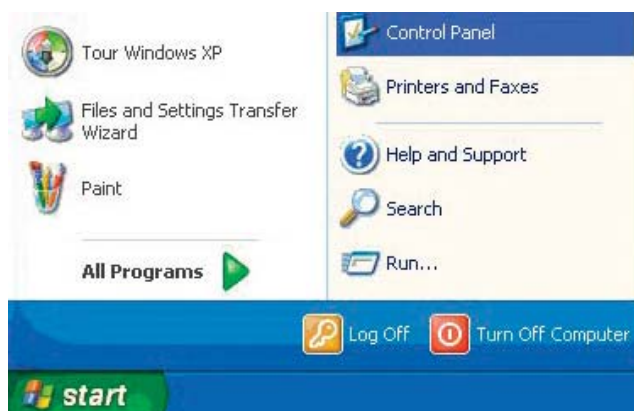 Tour Windows XP
Files and Settings Transfer
Wizard
Paint
All Programs
Control Panel
Printers and Faxes
Help and Support
Search
Run...
Log Off
Turn Off Computer
start